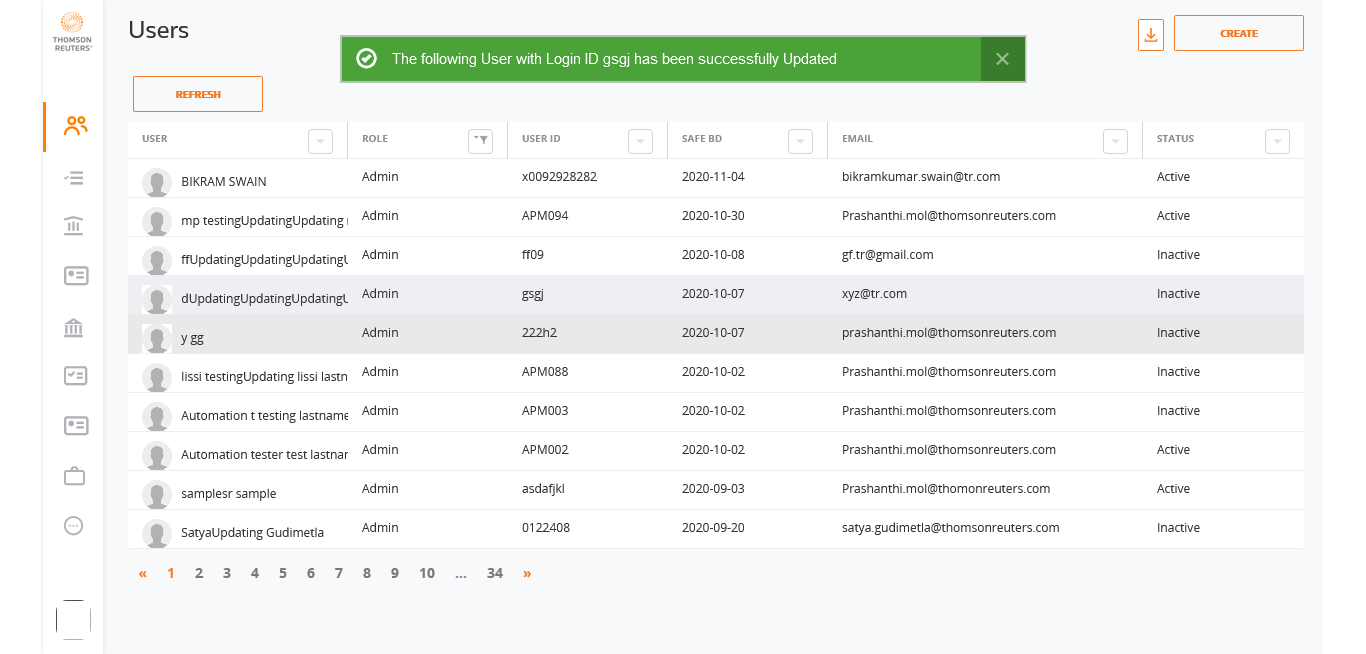 THOMSON
REUTERS®
Users
The following User with Login ID gsgj has been successfully Updated
CREATE
REFRESH
USER ROLE USER ID SAFE BD EMAIL STATUS
BIKRAM SWAIN Admin x0092928282 2020-11-04 bikramkumar.swain@tr.com Active
mp testingUpdatingUpdating Admin APM094 2020-10-30 Prashanthi.mol@thomsonreuters.com Active
ffUpdatingUpdatingUpdatingU Admin ff09 2020-10-08 gf.tr@gmail.com Inactive
dUpdatingUpdatingUpdatingU Admin gsgj 2020-10-07 xyz@tr.com Inactive
y gg Admin 222h2 2020-10-07 prashanthi.mol@thomsonreuters.com Inactive
lissi testingUpdating lissi lastn Admin APM088 2020-10-02 Prashanthi.mol@thomsonreuters.com Inactive
Automation t testing lastname Admin APM003 2020-10-02 Prashanthi.mol@thomsonreuters.com Inactive
Automation tester test lastnar Admin APM002 2020-10-02 Prashanthi.mol@thomsonreuters.com Active
samplesr sample Admin asdafjkl 2020-09-03 Prashanthi.mol@thomonreuters.com Active
SatyaUpdating Gudimetla Admin 0122408 2020-09-20 satya.gudimetla@thomsonreuters.com Inactive
« 1 2 3 4 5 6 7 8 9 10 ... 34 »